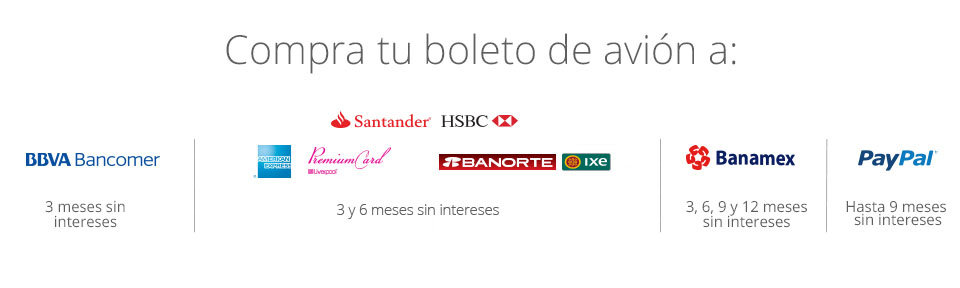 Compra tu boleto de avión a:
Santander HSBC
BBVA Bancomer
AMERICAN EXPRESS
PremiumCard
Liverpool
BANORTE
IXe
Banamex
PayPal
3 meses sin
intereses
3 y 6 meses sin intereses
3, 6, 9 y 12 meses
sin intereses
Hasta 9 meses
sin intereses